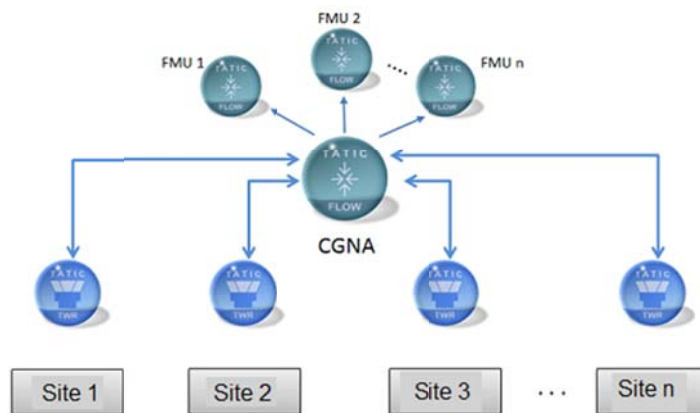 FMU 2
FMU 1
TATIC
FLOW
....
FMU n
TATIC
FLOW
TATIC
FLOW
TATIC
FLOW
CGNA
TATIC
TWR
TATIC
TWR
TATIC
TWR
TATIC
TWR
Site 1
Site 2
Site 3
...
Site n